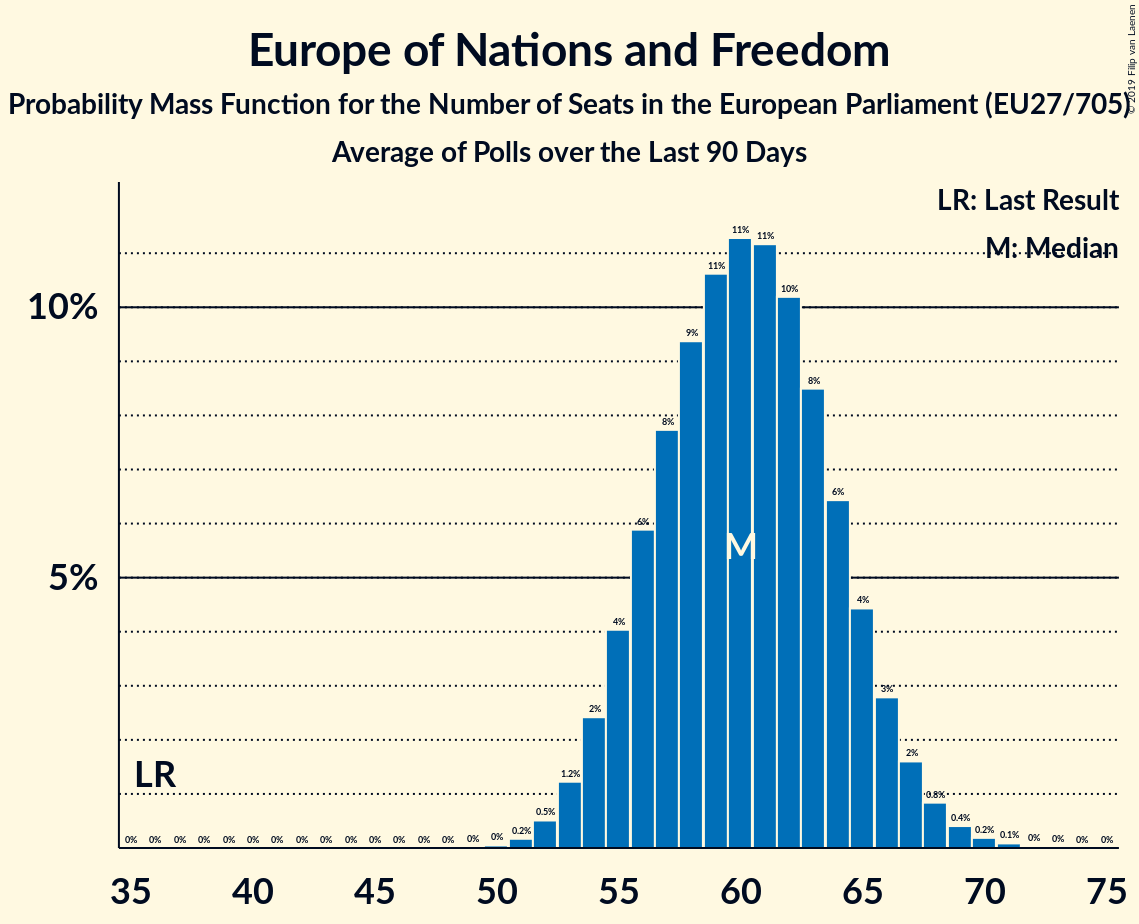 Europe of Nations and Freedom
Probability Mass Function for the Number of Seats in the European Parliament (EU27/705)
© 2019 Filip van Laenen
Average of Polls over the Last 90 Days
LR: Last Result
M: Median
10%
5%
LR
M
0% 0% 0% 0% 0% 0% 0% 0% 0% 0% 0% 0% 0% 0% 0% 0% 0.2% 0.5% 1.2% 2% 4% 6% 8% 9% 11% 11% 11% 10% 8% 6% 4% 3% 2% 0.8% 0.4% 0.2% 0.1% 0% 0% 0% 0%
35 40 45 50 55 60 65 70 75